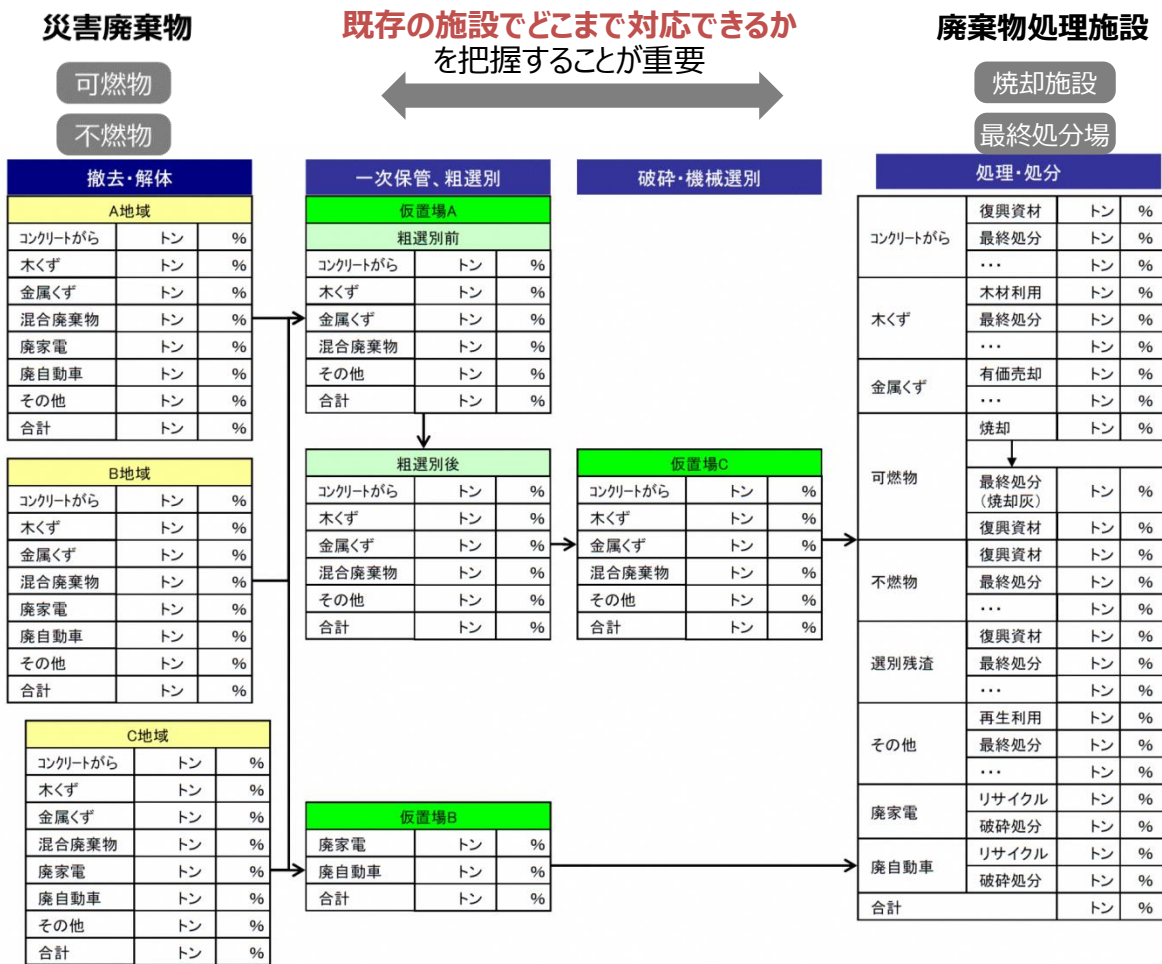 災害廃棄物
可燃物
不燃物
既存の施設でどこまで対応できるか
を把握することが重要
廃棄物処理施設
焼却施設
最終処分場
撤去・解体
A地域
コンクリートがら トン %
木くず トン %
金属くず トン %
混合廃棄物 トン %
廃家電 トン %
廃自動車 トン %
その他 トン %
合計 トン %
B地域
コンクリートがら トン %
木くず トン %
金属くず トン %
混合廃棄物 トン %
廃家電 トン %
廃自動車 トン %
その他 トン %
合計 トン %
C地域
コンクリートがら トン %
木くず トン %
金属くず トン %
混合廃棄物 トン %
廃家電 トン %
廃自動車 トン %
その他 トン %
合計 トン %
一次保管、粗選別
仮置場A
粗選別前
コンクリートがら トン %
木くず トン %
金属くず トン %
混合廃棄物 トン %
その他 トン %
合計 トン %
粗選別後
コンクリートがら トン %
木くず トン %
金属くず トン %
混合廃棄物 トン %
その他 トン %
合計 トン %
仮置場B
廃家電 トン %
廃自動車 トン %
合計 トン %
破砕・機械選別
仮置場C
コンクリートがら トン %
木くず トン %
金属くず トン %
混合廃棄物 トン %
その他 トン %
合計 トン %
処理・処分
コンクリートがら
復興資材 トン %
最終処分 トン %
･･･ トン %
木くず
木材利用 トン %
最終処分 トン %
･･･ トン %
金属くず
有価売却 トン %
･･･ トン %
可燃物
焼却 トン %
最終処分
(焼却灰) トン %
復興資材 トン %
不燃物
復興資材 トン %
最終処分 トン %
･･･ トン %
選別残渣
復興資材 トン %
最終処分 トン %
･･･ トン %
その他
再生利用 トン %
最終処分 トン %
･･･ トン %
廃家電
リサイクル トン %
破砕処分 トン %
廃自動車
リサイクル トン %
破砕処分 トン %
合計 トン %